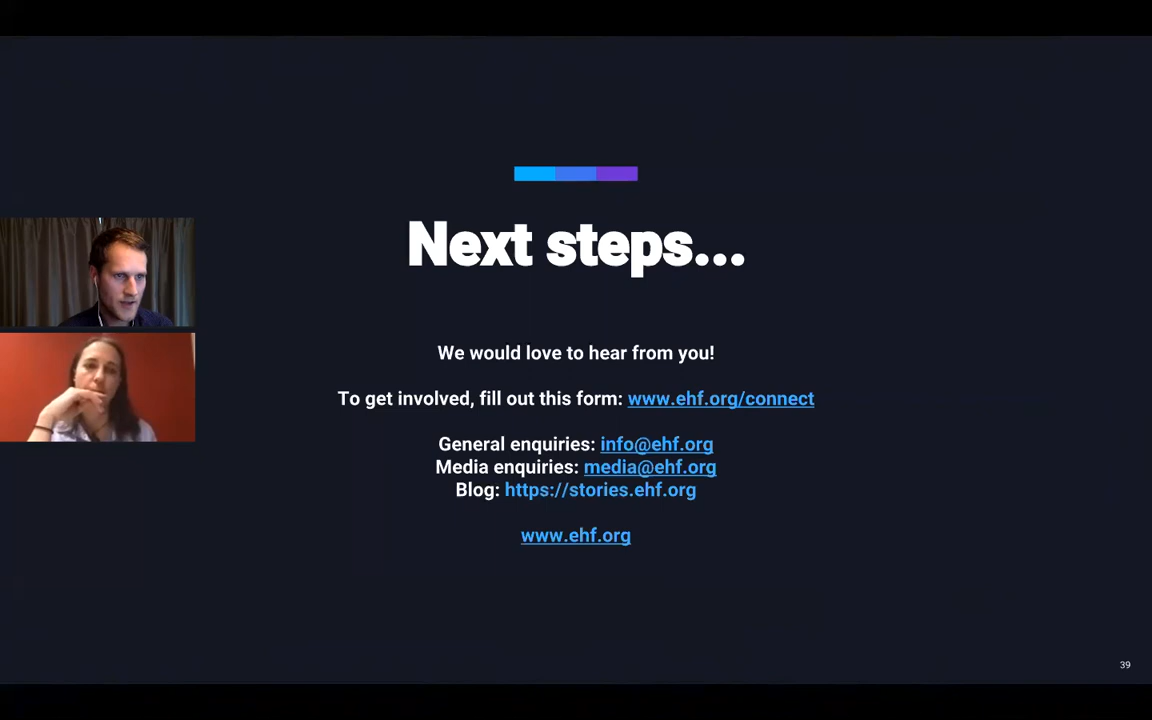 Next steps...
We would love to hear from you!
To get involved, fill out this form: www.ehf.org/connect
General enquiries: info@ehf.org
Media enquiries: media@ehf.org
Blog: https://stories.ehf.org
www.ehf.org
39